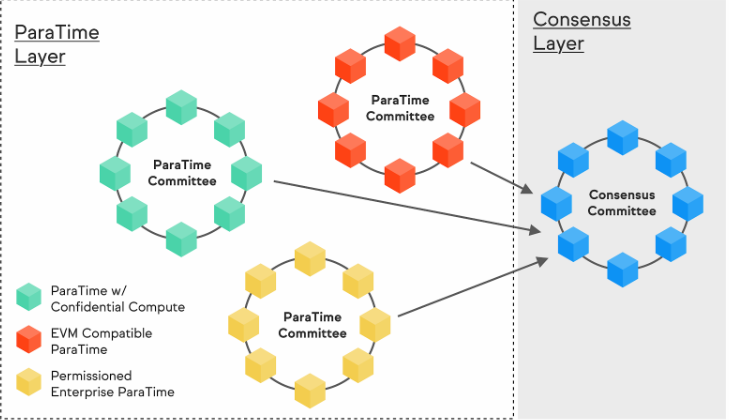 ParaTime
Layer
Consensus
Layer
ParaTime
Committee
ParaTime
Committee
Consensus
Committee
ParaTime
Committee
ParaTime w/
Confidential Compute
EVM Compatible
ParaTime
Permissioned
Enterprise ParaTime